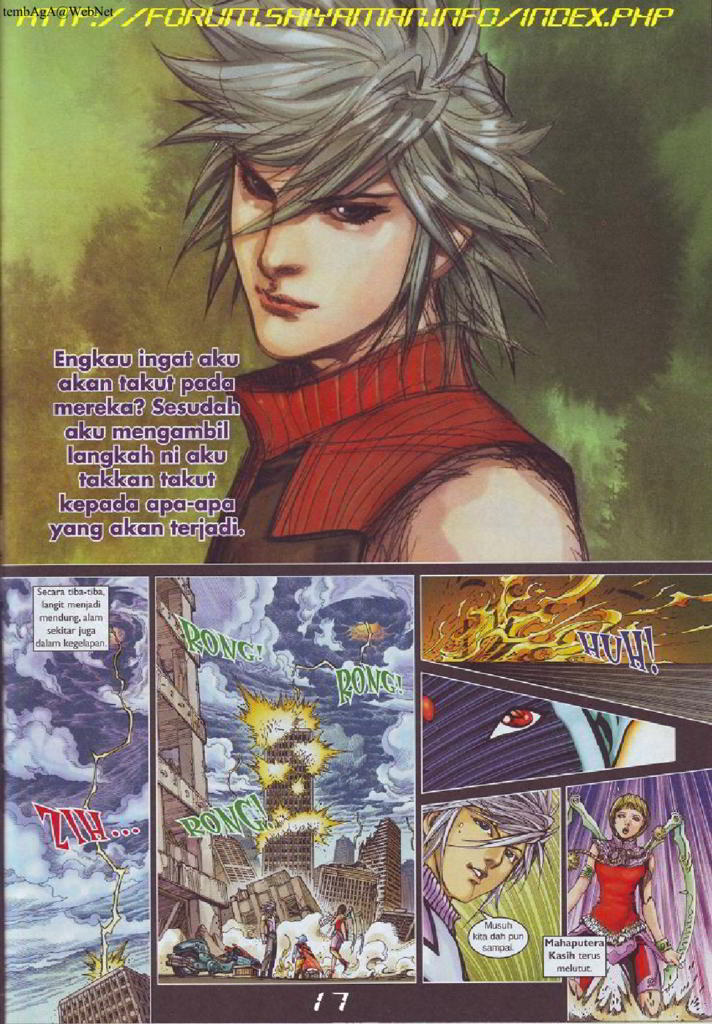 tembAgA@WebNet
HTTP://FORUM.SAIYAMAN.INFO/INDEX.PHP
Engkau ingat aku
akan takut pada
mereka? Sesudah
aku mengambil
langkah ni aku
takkan takut
kepada apa-apa
yang akan terjadi.
Secara tiba-tiba,
langit menjadi
mendung, alam
sekitar juga
dalam kegelapan.
ZIH...
RONG!
RONG!
RONG!
HUH!
Musuh
kita dah pun
sampai.
Mahaputera
Kasih terus
melutut.
17